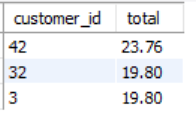 customer_id total
42 23.76
32 19.80
3 19.80